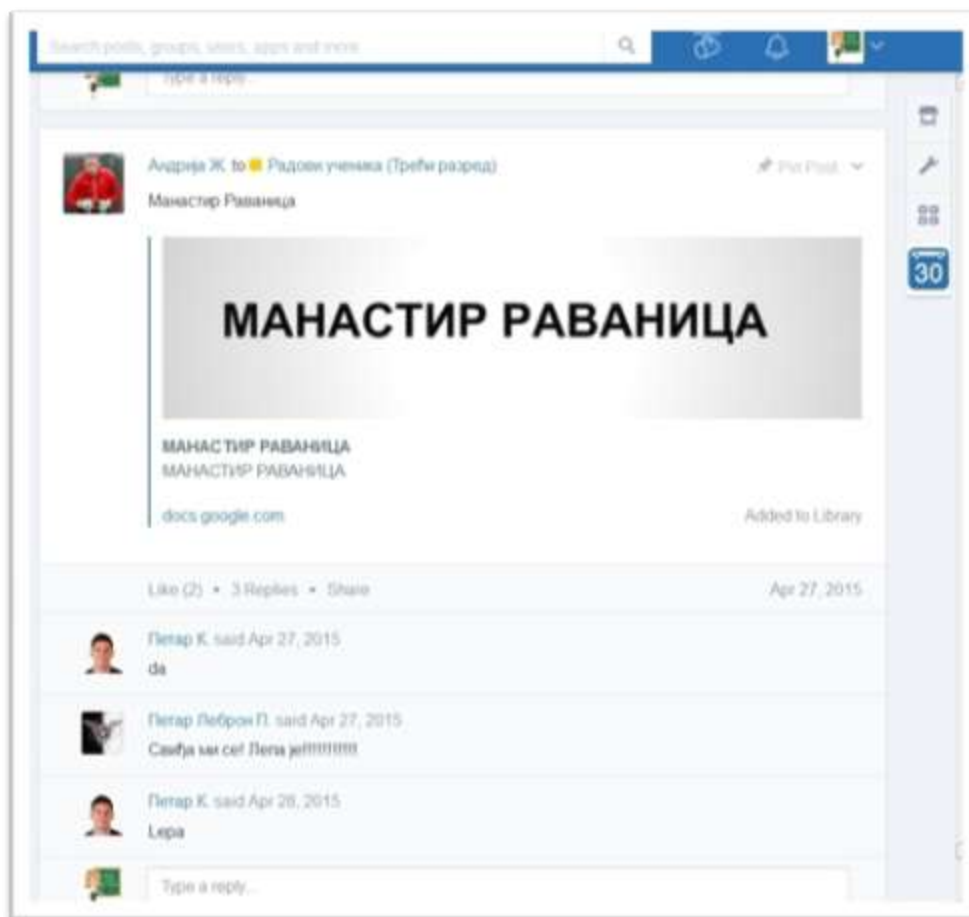 Search posts, groups, users, apps and more
Type a reply...
Андрија Ж. to Радови ученика (Трећи разред)
Pin Post
Манастир Раваница
МАНАСТИР РАВАНИЦА
МАНАСТИР РАВАНИЦА
МАНАСТИР РАВАНИЦА
docs.google.com
Added to Library
Like (2) • 3 Replies • Share
Apr 27, 2015
30
Петар К. said Apr 27, 2015
da
Петар Леброн П. said Apr 27, 2015
Свиђа ми се! Лепа је!!!!!!!!!!!!
Петар К. said Apr 28, 2015
Lepa
Type a reply...